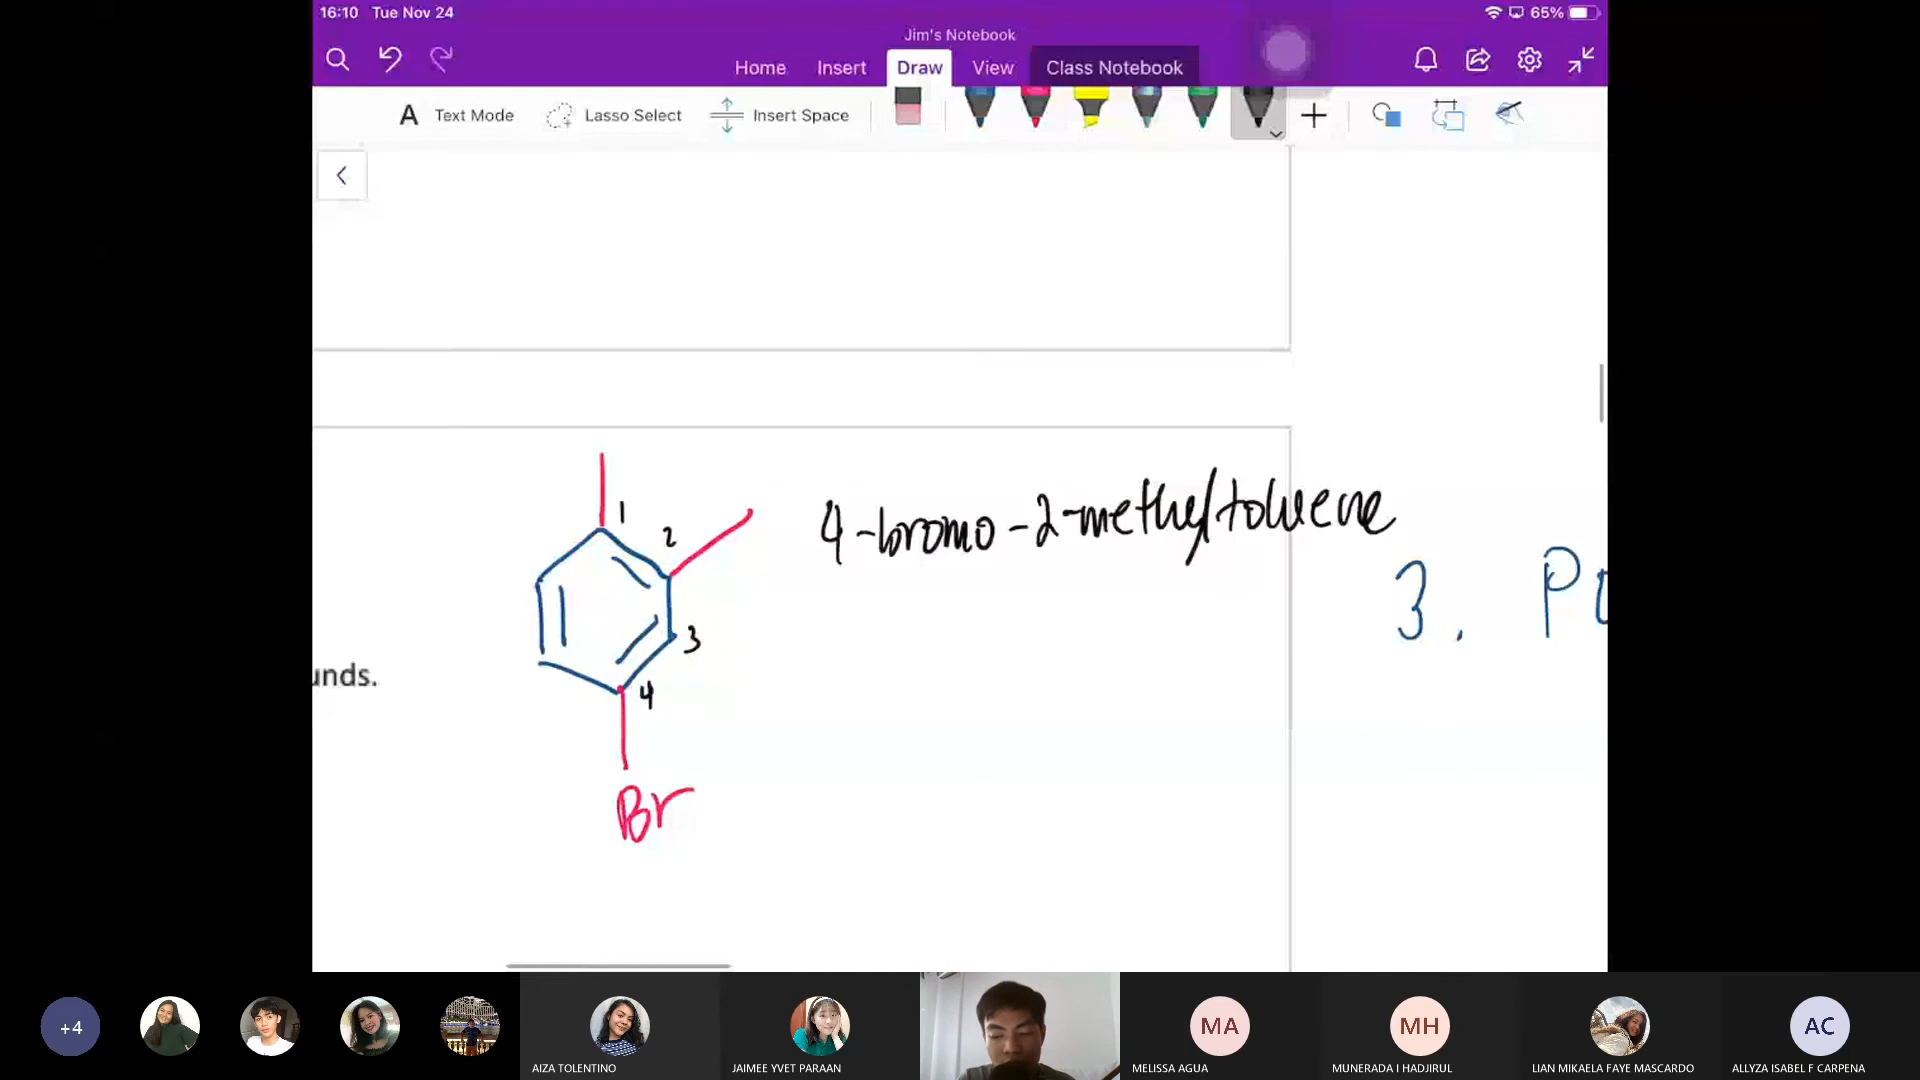 16:10 Tue Nov 24
65%
Jim's Notebook
Home Insert Draw View Class Notebook
A Text Mode Lasso Select Insert Space
1
2
4-bromo-2-methyltoluene
3
3.
unds.
4
Br
+4
AIZA TOLENTINO
JAIMEE YVET PARAAN
MA
MELISSA AGUA
MH
MUNERADA I HADJIRUL
LIAN MIKAELA FAYE MASCARDO
AC
ALLYZA ISABEL F CARPENA